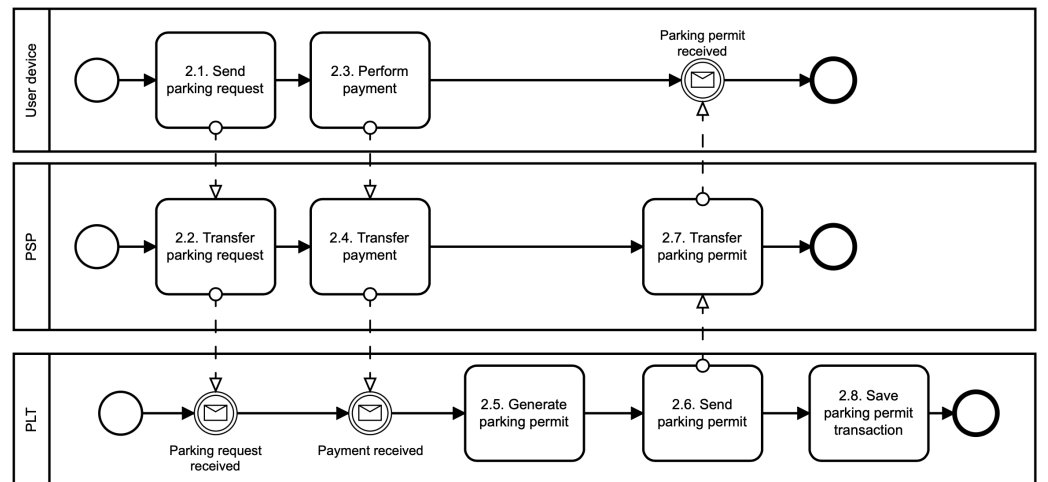 User device
2.1. Send
parking request
2.3. Perform
payment
Parking permit
received
PSP
2.2. Transfer
parking request
2.4. Transfer
payment
2.7. Transfer
parking permit
PLT
Parking request
received
Payment received
2.5. Generate
parking permit
2.6. Send
parking permit
2.8. Save
parking permit
transaction